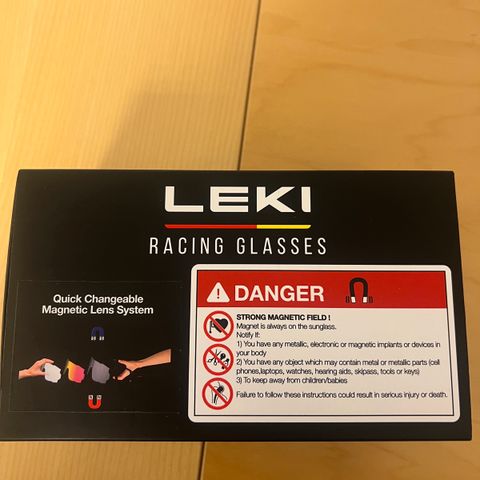 LEKI
RACING GLASSES
Quick Changeable
Magnetic Lens System
DANGER
STRONG MAGNETIC FIELD !
Magnet is always on the sunglass.
Notify If:
1) You have any metallic, electronic or magnetic implants or devices in
your body
2) You have any object which may contain metal or metallic parts (cell
phones,laptops, watches, hearing aids, skipass, tools or keys)
3) To keep away from children/babies
Failure to follow these instructions could result in serious injury or death.